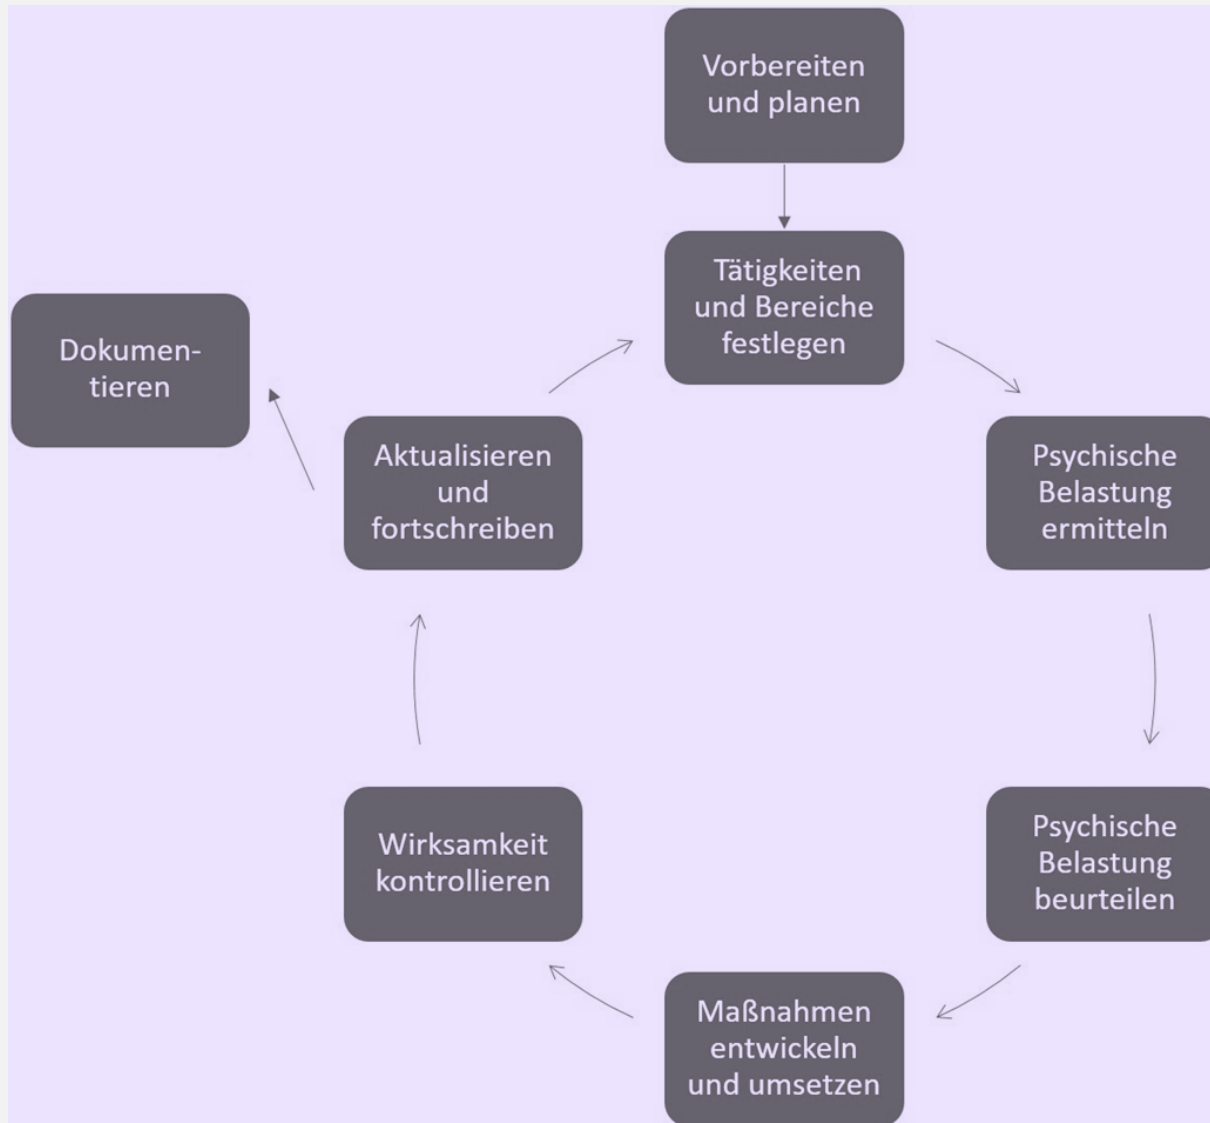 Vorbereiten
und planen
Tätigkeiten
und Bereiche
festlegen
Psychische
Belastung
ermitteln
Psychische
Belastung
beurteilen
Maßnahmen
entwickeln
und umsetzen
Wirksamkeit
kontrollieren
Aktualisieren
und
fortschreiben
Dokumen-
tieren